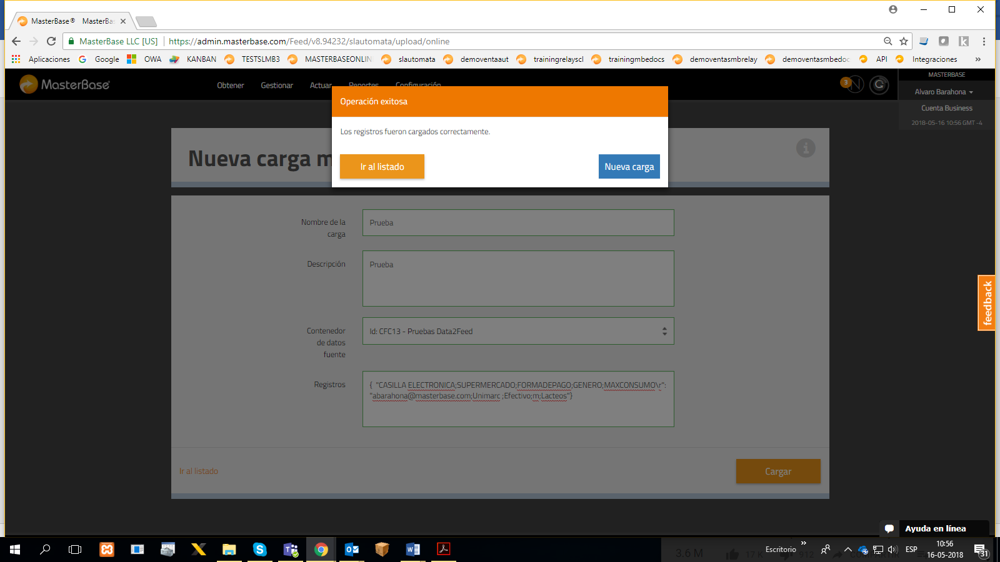 MasterBase® MasterBas
MasterBase LLC [US] https://admin.masterbase.com/Feed/v8.94232/slautomata/upload/online
Aplicaciones Google OWA KANBAN TESTSLMB3 MASTERBASEONLIN slautomata demoventaaut trainingrelayscl trainingmbedocs demoventasmbrelay demoventasmbedoc API Integraciones »
MasterBase® Obtener Gestionar Actuar Reportes Configuración 3 N MASTERBASE
Alvaro Barahona
Cuenta Business
2018-05-16 10:56 GMT -4
Operación exitosa
Los registros fueron cargados correctamente.
Ir al listado Nueva carga
Nueva carga m
Nombre de la carga Prueba
Descripción Prueba
Contenedor de datos fuente Id: CFC13 - Pruebas Data2Feed
Registros { "CASILLA ELECTRONICA;SUPERMERCADO;FORMADEPAGO;GENERO;MAXCONSUMO\r":
"abarahona@masterbase.com;Unimarc ;Efectivo;m;Lacteos"}
Ir al listado Cargar
feedback
Ayuda en línea
3.6 M 17 K 912
Escritorio » ESP 10:56
16-05-2018 31